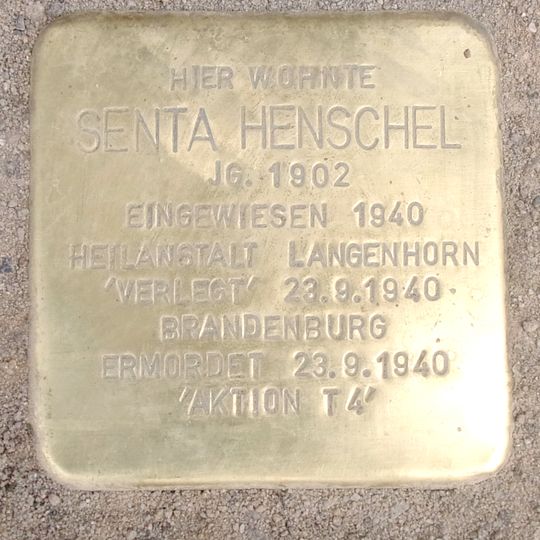 HIER WOHNTE
SENTA HENSCHEL
JG. 1902
EINGEWIESEN 1940
HEILANSTALT LANGENHORN
'VERLEGT' 23.9.1940
BRANDENBURG
ERMORDET 23.9.1940
'AKTION T4'